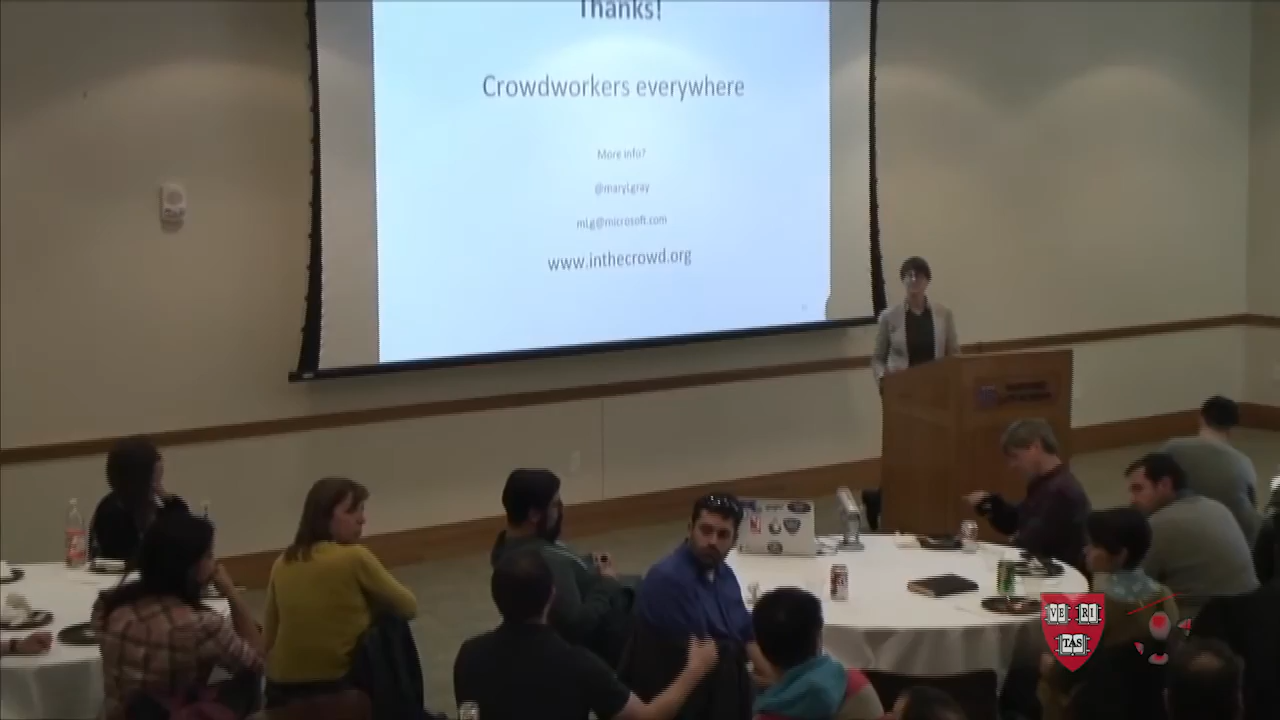 Thanks!
Crowdworkers everywhere
More info?
@maryLgray
mLg@microsoft.com
www.inthecrowd.org
VE RI
TAS